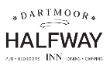 DARTMOOR
HALFWAY
INN
PUB • BEDROOMS DINING • CAMPING